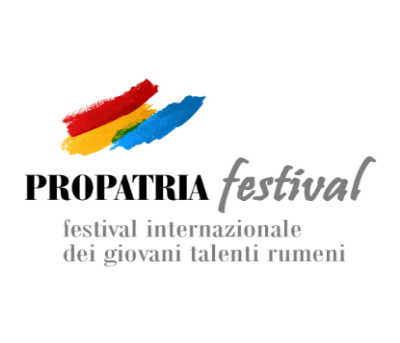 PROPATRIA festival
festival internazionale
dei giovani talenti rumeni